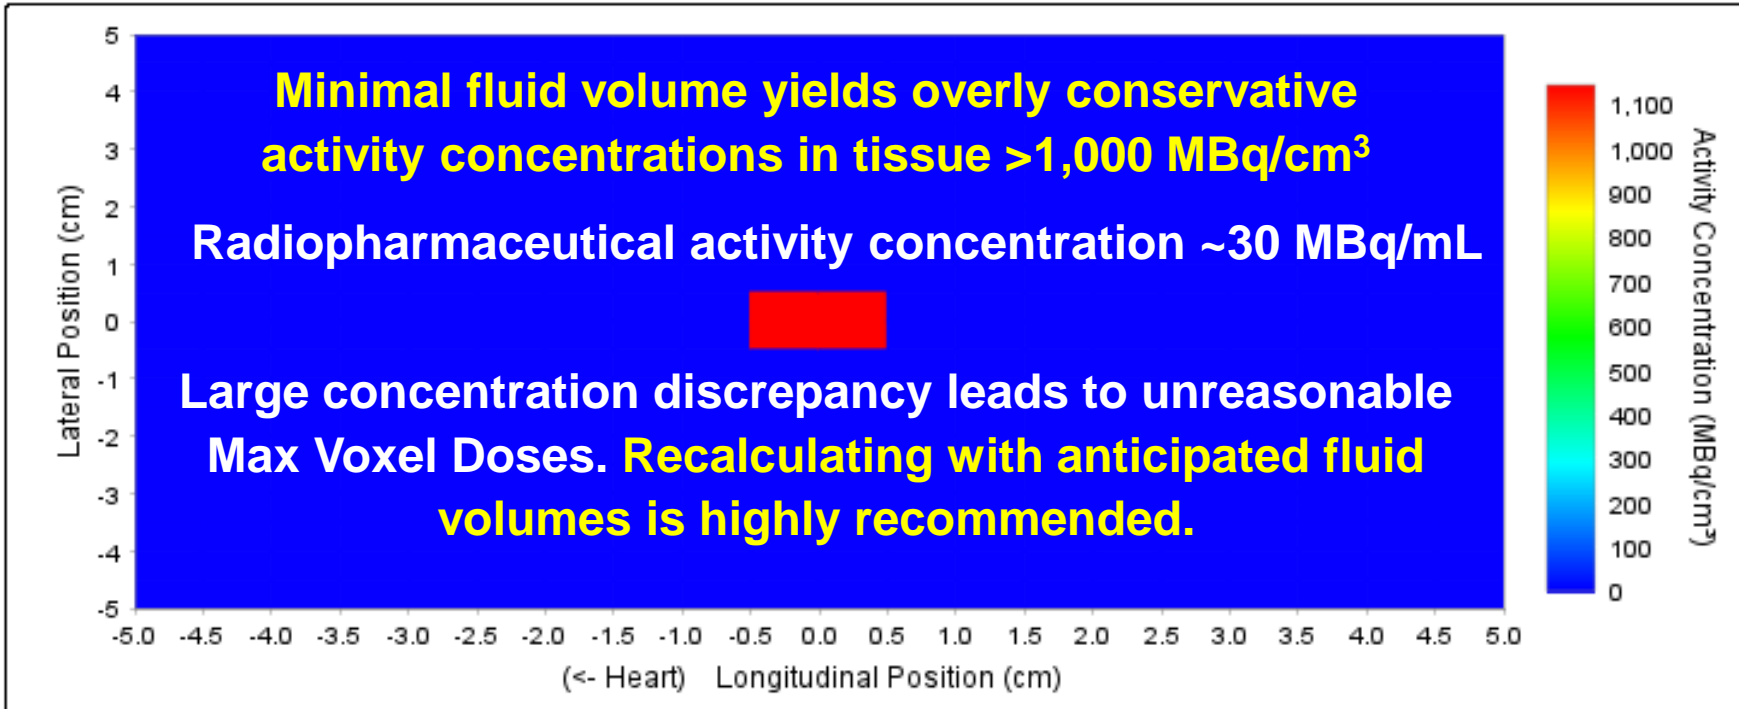 Minimal fluid volume yields overly conservative
activity concentrations in tissue >1,000 MBq/cm³
Radiopharmaceutical activity concentration ~30 MBq/mL
Large concentration discrepancy leads to unreasonable
Max Voxel Doses. Recalculating with anticipated fluid
volumes is highly recommended.
Lateral Position (cm)
5
4
3
2
1
0
-1
-2
-3
-4
-5
-5.0 -4.5 -4.0 -3.5 -3.0 -2.5 -2.0 -1.5 -1.0 -0.5 0.0 0.5 1.0 1.5 2.0 2.5 3.0 3.5 4.0 4.5 5.0
(<- Heart) Longitudinal Position (cm)
1,100
1,000
900
800
700
600
500
400
300
200
100
0
Activity Concentration (MBq/cm³)